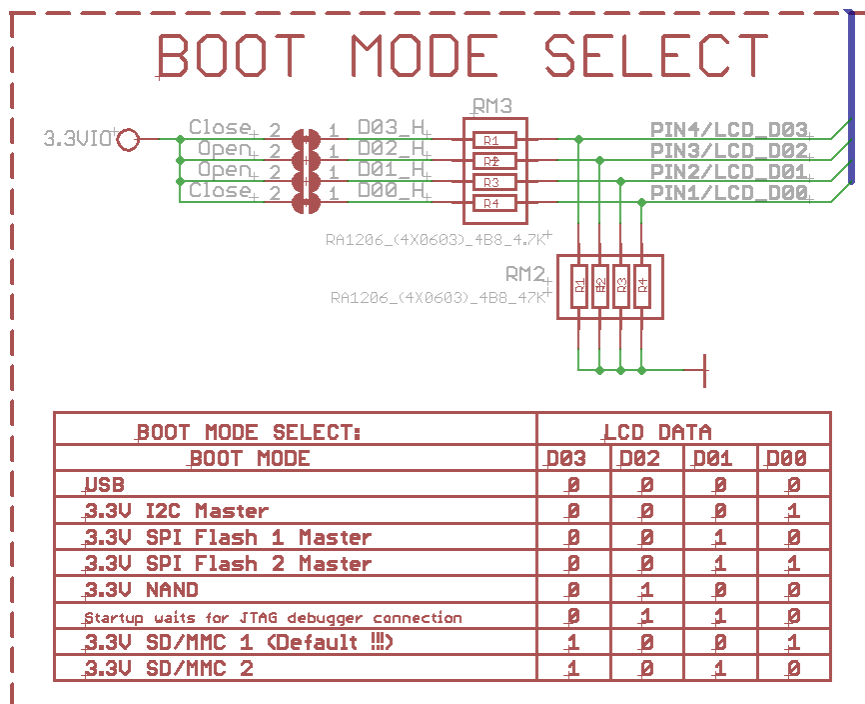 BOOT MODE SELECT
RM3
3.3VIO
Close 2 1 D03_H R1 PIN4/LCD_D03
Open 2 1 D02_H R2 PIN3/LCD_D02
Open 2 1 D01_H R3 PIN2/LCD_D01
Close 2 1 D00_H R4 PIN1/LCD_D00
RA1206_(4X0603)_4B8_4.7K
RM2 R1 R2 R3 R4
RA1206_(4X0603)_4B8_47K
BOOT MODE SELECT: LCD DATA
BOOT MODE D03 D02 D01 D00
USB 0 0 0 0
3.3V I2C Master 0 0 0 1
3.3V SPI Flash 1 Master 0 0 1 0
3.3V SPI Flash 2 Master 0 0 1 1
3.3V NAND 0 1 0 0
Startup waits for JTAG debugger connection 0 1 1 0
3.3V SD/MMC 1 (Default !!!) 1 0 0 1
3.3V SD/MMC 2 1 0 1 0